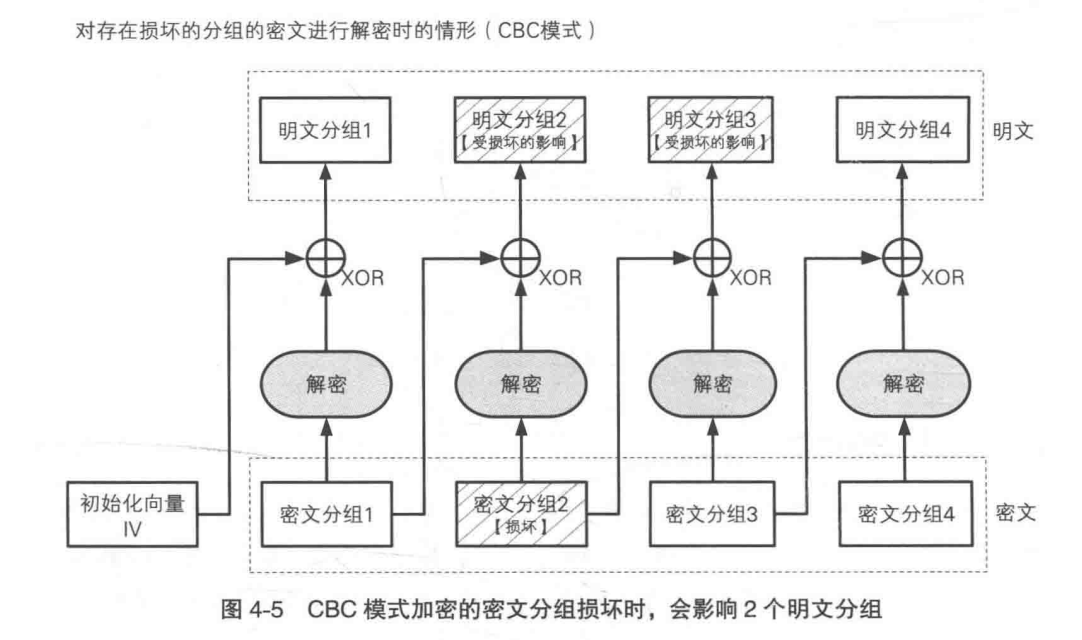 对存在损坏的分组的密文进行解密时的情形（CBC模式）
明文分组1
明文分组2
【受损坏的影响】
明文分组3
【受损坏的影响】
明文分组4
明文
XOR
XOR
XOR
XOR
解密
解密
解密
解密
初始化向量
IV
密文分组1
密文分组2
【损坏】
密文分组3
密文分组4
密文
图 4-5 CBC 模式加密的密文分组损坏时，会影响 2 个明文分组